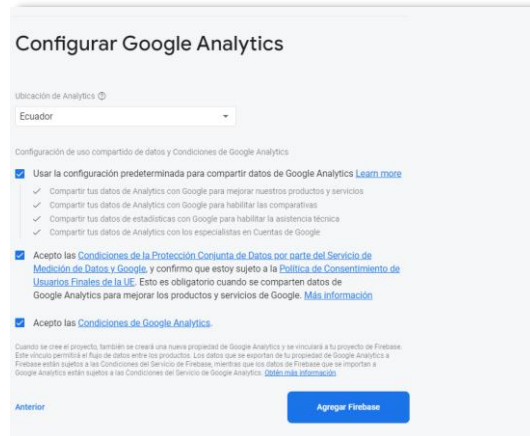 Configurar Google Analytics
Ubicación de Analytics
Ecuador
Configuración de uso compartido de datos y Condiciones de Google Analytics
Usar la configuración predeterminada para compartir datos de Google Analytics Learn more
Compartir tus datos de Analytics con Google para mejorar nuestros productos y servicios
Compartir tus datos de Analytics con Google para habilitar las comparativas
Compartir tus datos de estadísticas con Google para habilitar la asistencia técnica
Compartir tus datos de Analytics con los especialistas en Cuentas de Google
Acepto las Condiciones de la Protección Conjunta de Datos por parte del Servicio de
Medición de Datos y Google, y confirmo que estoy sujeto a la Política de Consentimiento de
Usuarios Finales de la UE. Esto es obligatorio cuando se comparten datos de
Google Analytics para mejorar los productos y servicios de Google. Más información
Acepto las Condiciones de Google Analytics.
Cuando se cree el proyecto, también se creará una nueva propiedad de Google Analytics y se vinculará a tu proyecto de Firebase.
Este vínculo permitirá el flujo de datos entre los productos. Los datos que se exportan de tu propiedad de Google Analytics a
Firebase están sujetos a las Condiciones del Servicio de Firebase, mientras que los datos de Firebase que se importan a
Google Analytics están sujetos a las Condiciones del Servicio de Google Analytics. Obtén más información.
Anterior
Agregar Firebase